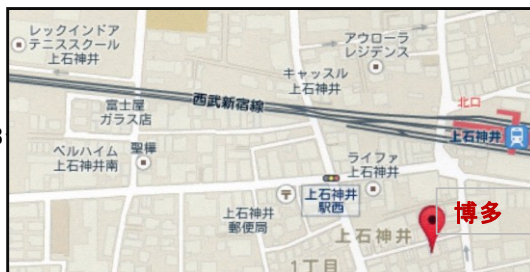 レックインドア
テニススクール
上石神井
アウローラ
レジデンス
キャッスル
上石神井
北口
西武新宿線
富士屋
ガラス店
上石神井
3
ベルハイム
上石神井南
聖樺
ライファ
上石神井
上石神井
駅西
上石神井
郵便局
博多
上石神井
1丁目